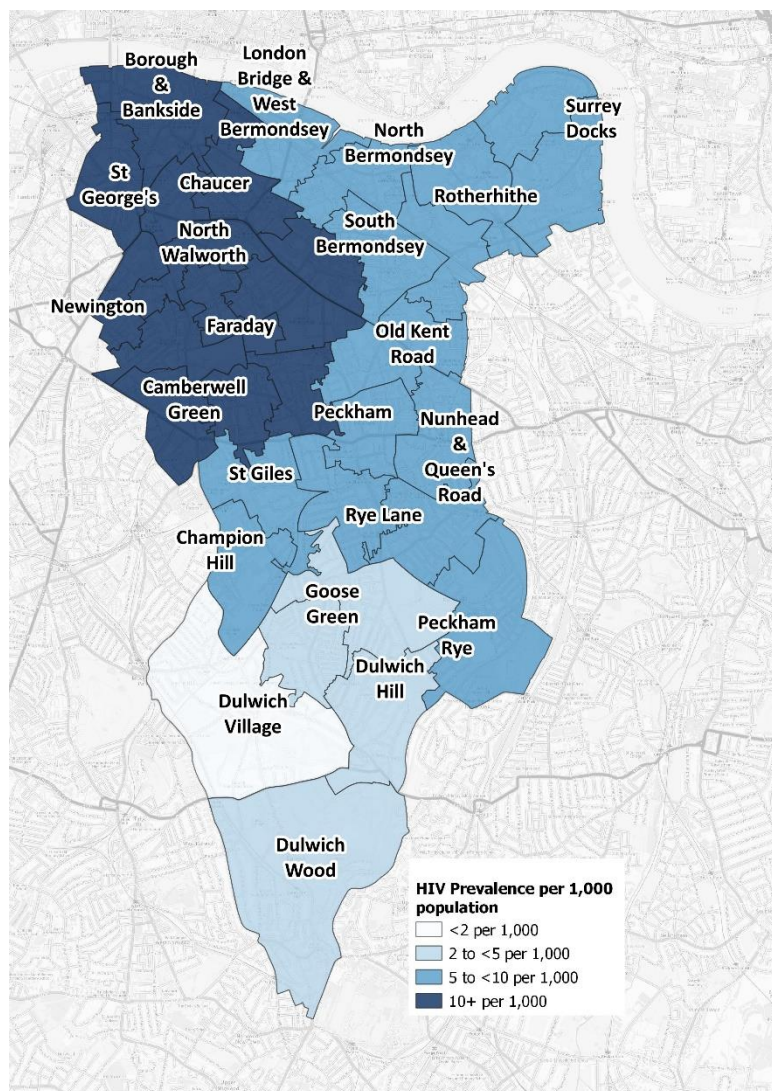 Borough
&
Bankside
London
Bridge &
West
Bermondsey
North
Bermondsey
Surrey
Docks
St
George's
Chaucer
Rotherhithe
North
Walworth
South
Bermondsey
Newington
Faraday
Old Kent
Road
Camberwell
Green
Peckham
Nunhead
&
Queen's
Road
St Giles
Rye Lane
Champion
Hill
Goose
Green
Peckham
Rye
Dulwich
Hill
Dulwich
Village
Dulwich
Wood
HIV Prevalence per 1,000
population
<2 per 1,000
2 to <5 per 1,000
5 to <10 per 1,000
10+ per 1,000